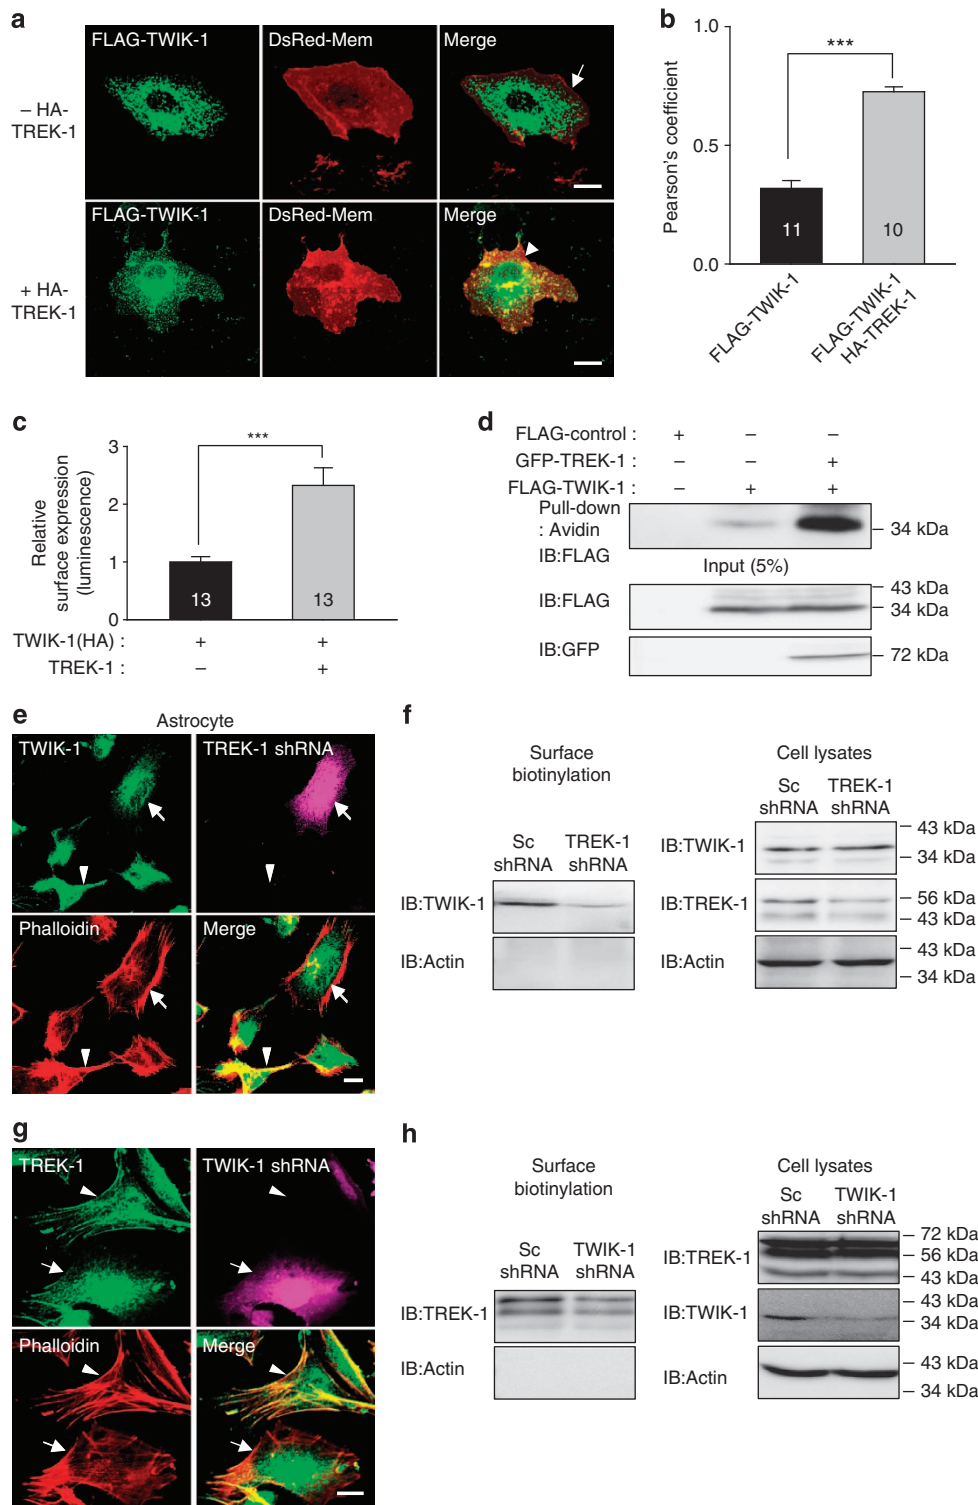 a
FLAG-TWIK-1
DsRed-Mem
Merge
– HA-
TREK-1
FLAG-TWIK-1
DsRed-Mem
Merge
+ HA-
TREK-1
b
Pearson's coefficient
1.0
0.5
0.0
***
11
10
FLAG-TWIK-1
FLAG-TWIK-1
HA-TREK-1
c
Relative
surface expression
(luminescence)
3
2
1
0
***
13
13
TWIK-1(HA) : + +
TREK-1 : – +
d
FLAG-control : + – –
GFP-TREK-1 : – – +
FLAG-TWIK-1 : – + +
Pull-down
: Avidin
IB:FLAG
– 34 kDa
Input (5%)
IB:FLAG
– 43 kDa
– 34 kDa
IB:GFP
– 72 kDa
e
Astrocyte
TWIK-1
TREK-1 shRNA
Phalloidin
Merge
f
Surface
biotinylation
Sc
shRNA
TREK-1
shRNA
IB:TWIK-1
IB:Actin
Cell lysates
Sc
shRNA
TREK-1
shRNA
IB:TWIK-1
– 43 kDa
– 34 kDa
IB:TREK-1
– 56 kDa
– 43 kDa
IB:Actin
– 43 kDa
– 34 kDa
g
TREK-1
TWIK-1 shRNA
Phalloidin
Merge
h
Surface
biotinylation
Sc
shRNA
TWIK-1
shRNA
IB:TREK-1
IB:Actin
Cell lysates
Sc
shRNA
TWIK-1
shRNA
IB:TREK-1
– 72 kDa
– 56 kDa
– 43 kDa
IB:TWIK-1
– 43 kDa
– 34 kDa
IB:Actin
– 43 kDa
– 34 kDa